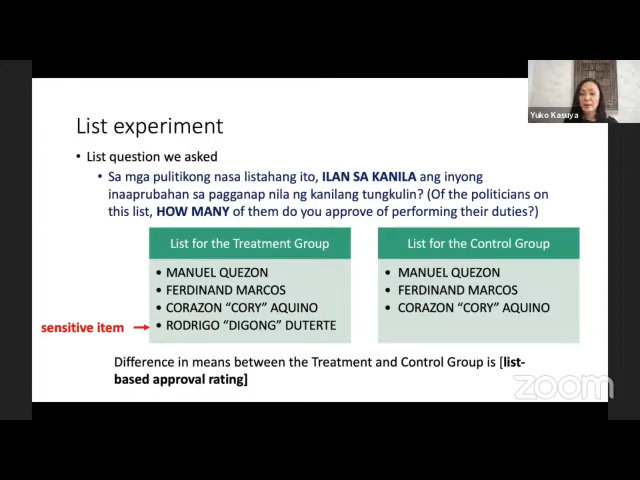 Yuko Kasuya
List experiment
• List question we asked
• Sa mga pulitikong nasa listahang ito, ILAN SA KANILA ang inyong
inaaprubahan sa pagganap nila ng kanilang tungkulin? (Of the politicians on
this list, HOW MANY of them do you approve of performing their duties?)
List for the Treatment Group
• MANUEL QUEZON
• FERDINAND MARCOS
• CORAZON “CORY” AQUINO
• RODRIGO “DIGONG” DUTERTE
sensitive item
List for the Control Group
• MANUEL QUEZON
• FERDINAND MARCOS
• CORAZON “CORY” AQUINO
Difference in means between the Treatment and Control Group is [list-
based approval rating]
zoom